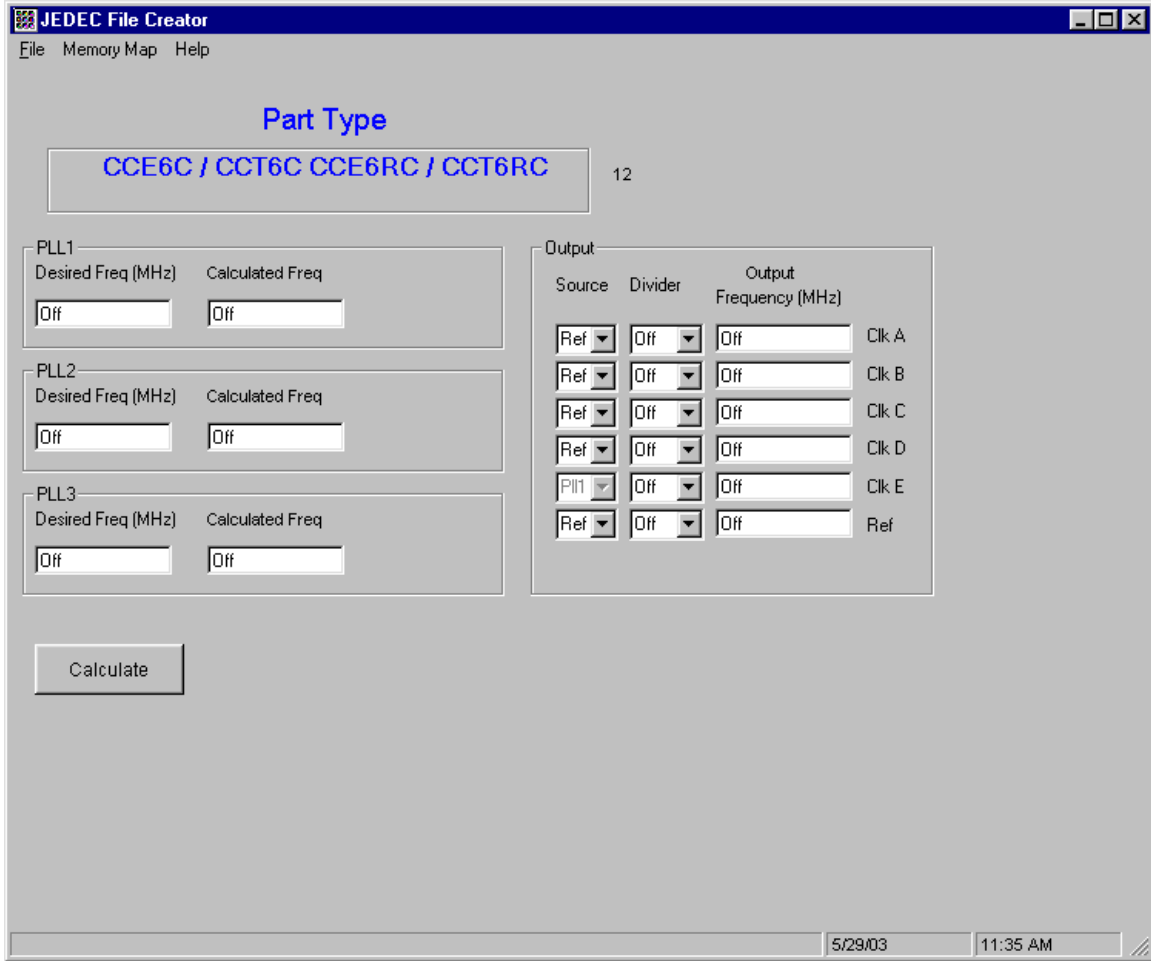 JEDEC File Creator
File Memory Map Help
Part Type
CCE6C / CCT6C CCE6RC / CCT6RC
12
PLL1
Desired Freq (MHz) Calculated Freq
Off Off
PLL2
Desired Freq (MHz) Calculated Freq
Off Off
PLL3
Desired Freq (MHz) Calculated Freq
Off Off
Output
Source Divider Output
Frequency (MHz)
Ref Off Off Clk A
Ref Off Off Clk B
Ref Off Off Clk C
Ref Off Off Clk D
Pll1 Off Off Clk E
Ref Off Off Ref
Calculate
5/29/03 11:35 AM